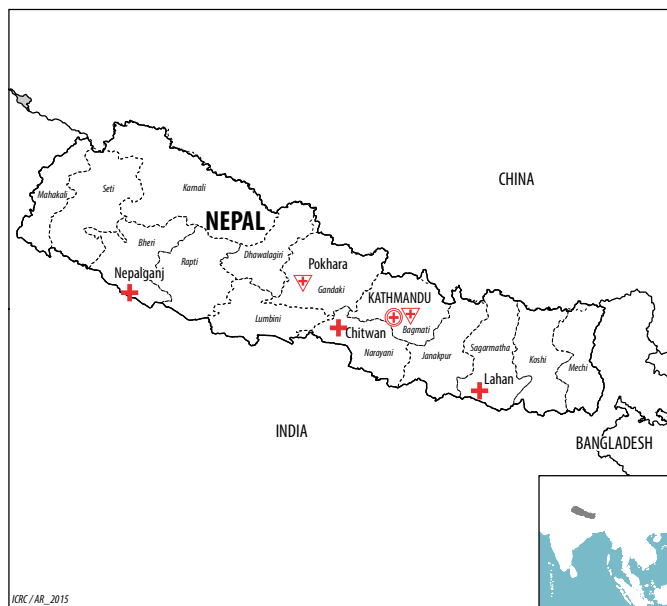 CHINA
Mahakali
Seti
Karnali
NEPAL
Bheri
Rapti
Dhawalagiri
Pokhara
Nepalganj
Gandaki
KATHMANDU
Lumbini
Chitwan
Bagmati
Narayani
Janakpur
Sagarmatha
Koshi
Mechi
Lahan
INDIA
BANGLADESH
ICRC / AR_2015